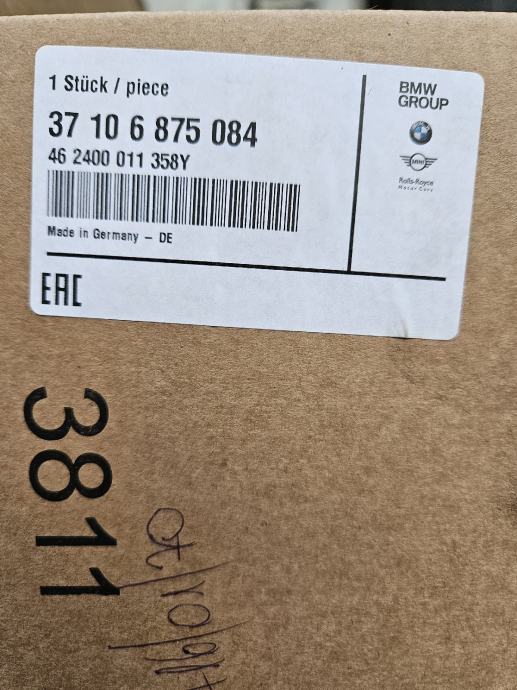 1 Stück / piece
37 10 6 875 084
46 2400 011 358Y
Made in Germany – DE
EAC
BMW
GROUP
MINI
Rolls-Royce
Motor Cars
3811